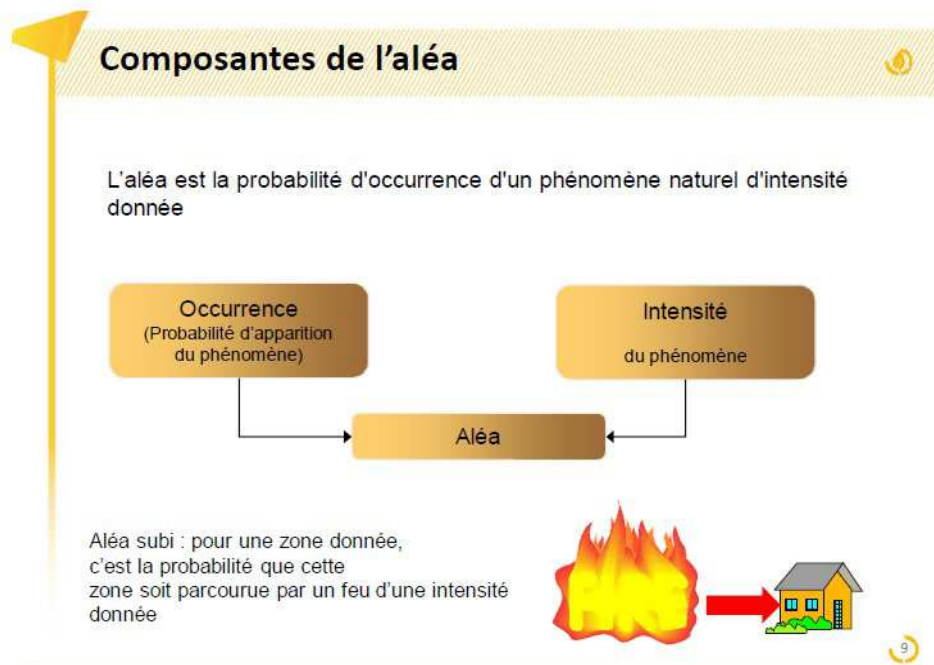 Composantes de l'aléa
L'aléa est la probabilité d'occurrence d'un phénomène naturel d'intensité
donnée
Occurrence
(Probabilité d'apparition
du phénomène)
Intensité
du phénomène
Aléa
Aléa subi : pour une zone donnée,
c'est la probabilité que cette
zone soit parcourue par un feu d'une intensité
donnée
FIRE
9